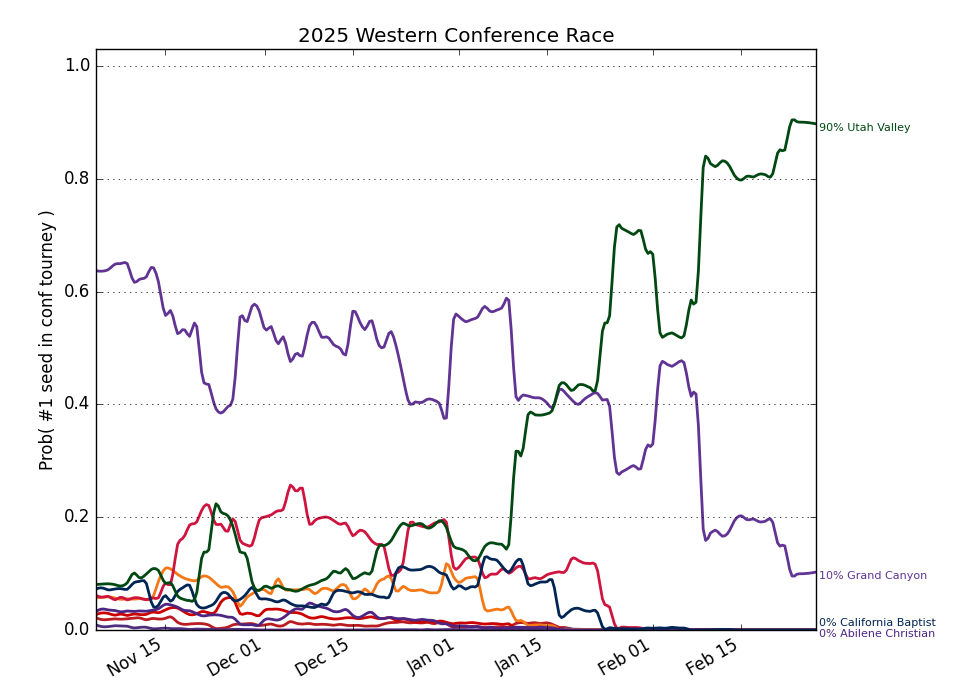 2025 Western Conference Race
Prob( #1 seed in conf tourney )
1.0
0.8
0.6
0.4
0.2
0.0
Nov 15
Dec 01
Dec 15
Jan 01
Jan 15
Feb 01
Feb 15
90% Utah Valley
10% Grand Canyon
0% California Baptist
0% Abilene Christian